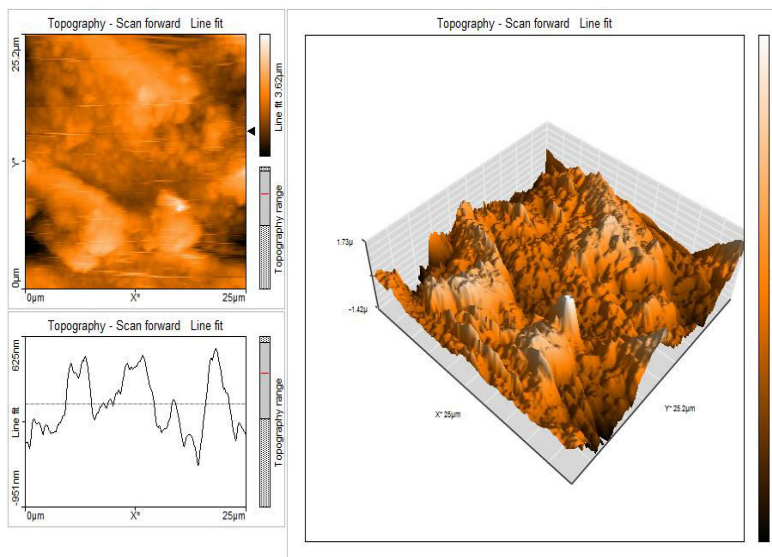 Topography - Scan forward Line fit
25.2µm
Y*
0µm
0µm X* 25µm
Line fit 3.62µm
Topography range
Topography - Scan forward Line fit
625nm
Line fit
-951nm
0µm X* 25µm
Topography range
Topography - Scan forward Line fit
1.73µ
-1.42µ
X* 25µm
Y* 25.2µm